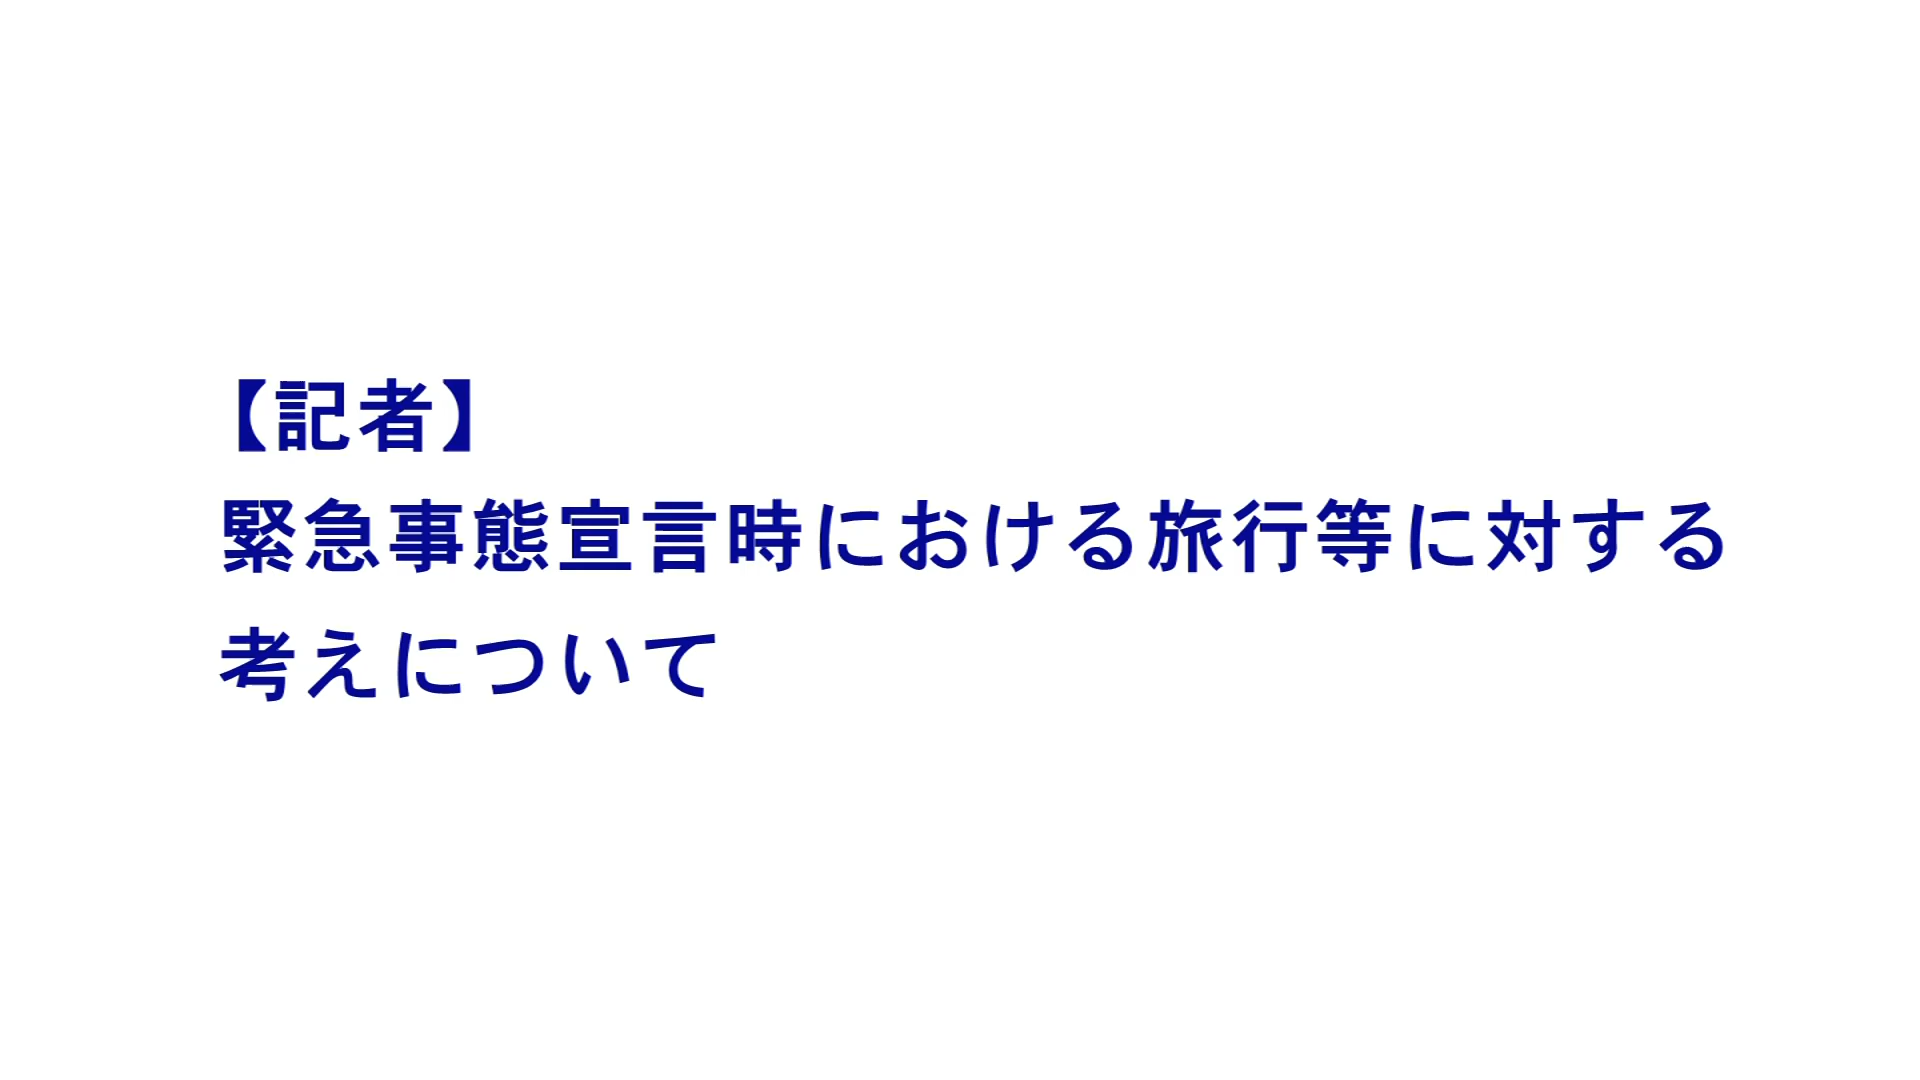 【記者】
緊急事態宣言時における旅行等に対する
考えについて